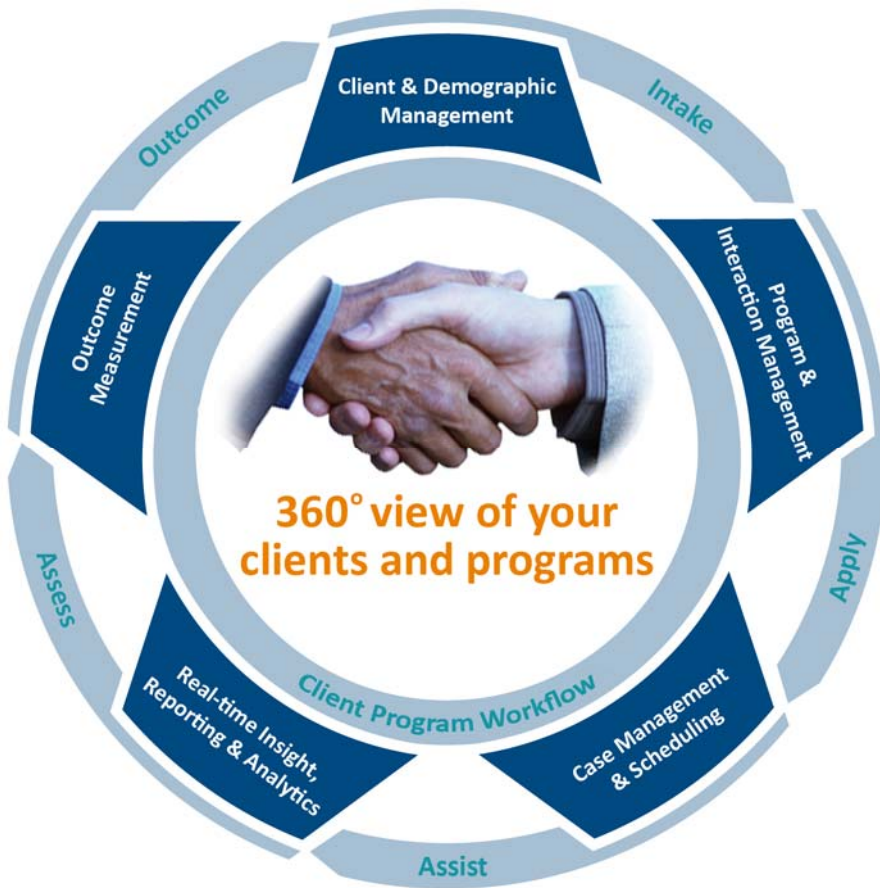 Client & Demographic
Management
Intake
Program &
Interaction Management
Apply
Case Management
& Scheduling
Assist
Real-time Insight,
Reporting & Analytics
Assess
Outcome
Measurement
Outcome
360° view of your
clients and programs
Client Program Workflow